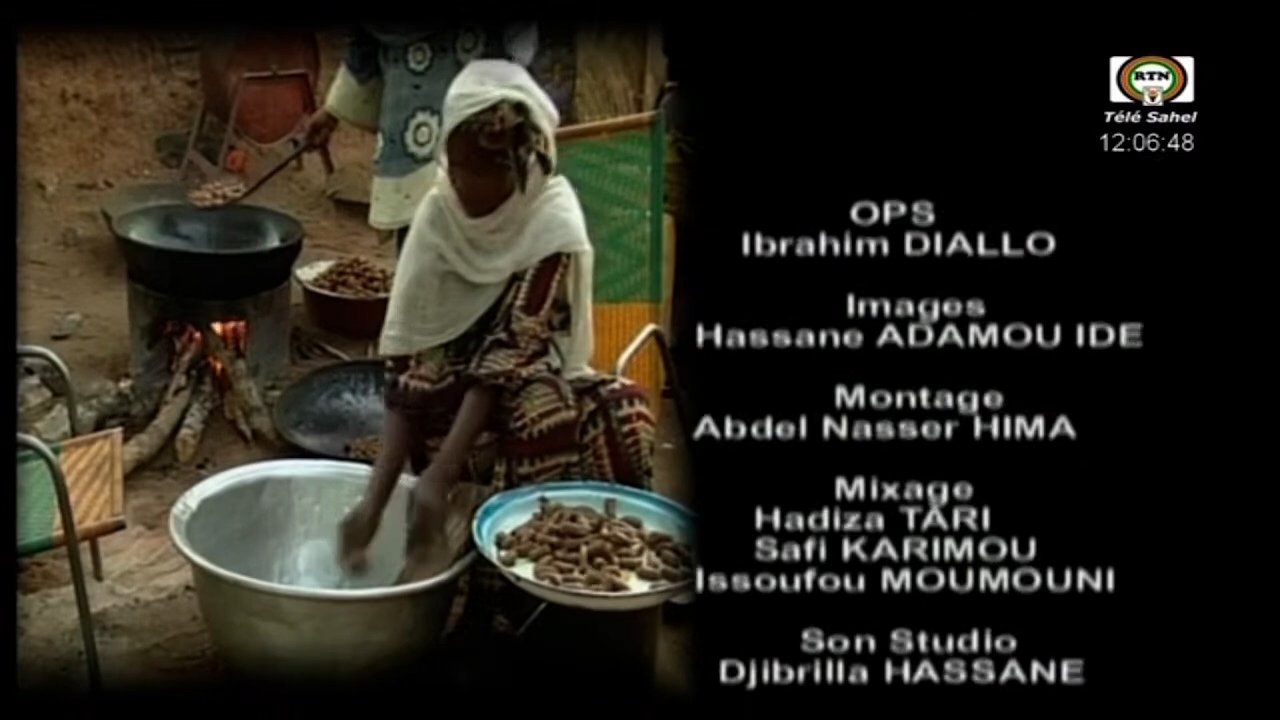 RTN
Télé Sahel
12:06:48
OPS
Ibrahim DIALLO
Images
Hassane ADAMOU IDE
Montage
Abdel Nasser HIMA
Mixage
Hadiza TARI
Safi KARIMOU
Issoufou MOUMOUNI
Son Studio
Djibrilla HASSANE